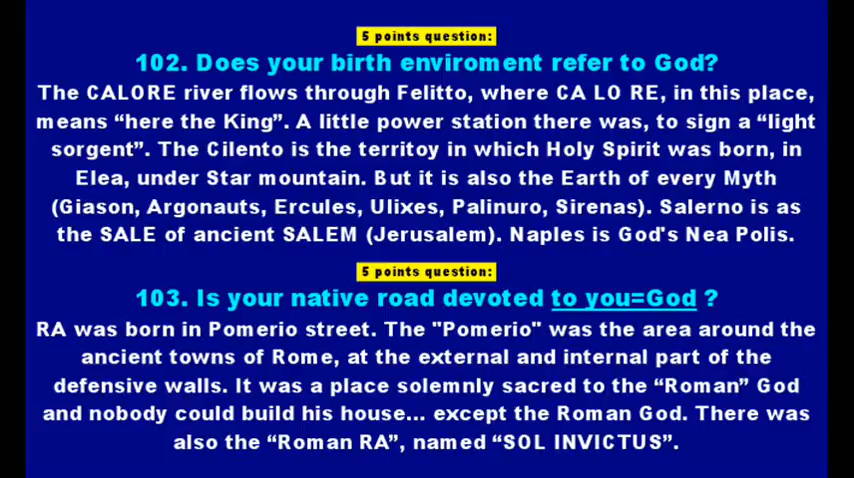 5 points question:
102. Does your birth enviroment refer to God?
The CALORE river flows through Felitto, where CA LO RE, in this place,
means “here the King”. A little power station there was, to sign a “light
sorgent”. The Cilento is the territoy in which Holy Spirit was born, in
Elea, under Star mountain. But it is also the Earth of every Myth
(Giason, Argonauts, Ercules, Ulixes, Palinuro, Sirenas). Salerno is as
the SALE of ancient SALEM (Jerusalem). Naples is God's Nea Polis.
5 points question:
103. Is your native road devoted to you=God ?
RA was born in Pomerio street. The "Pomerio" was the area around the
ancient towns of Rome, at the external and internal part of the
defensive walls. It was a place solemnly sacred to the “Roman” God
and nobody could build his house... except the Roman God. There was
also the “Roman RA”, named “SOL INVICTUS”.